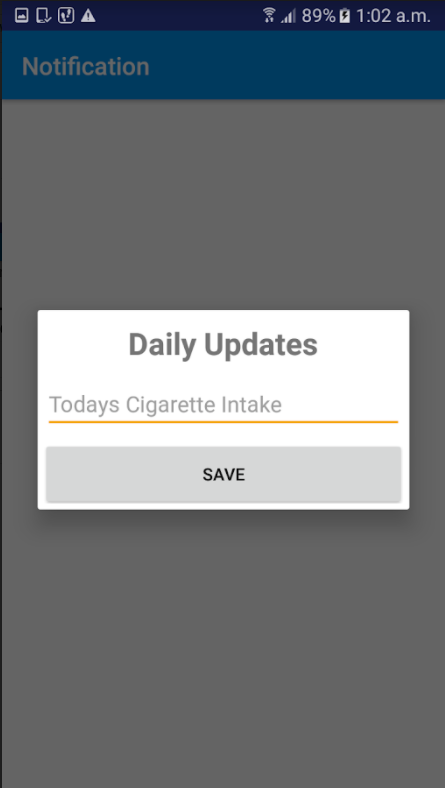 89% 1:02 a.m.
Notification
Daily Updates
Todays Cigarette Intake
SAVE